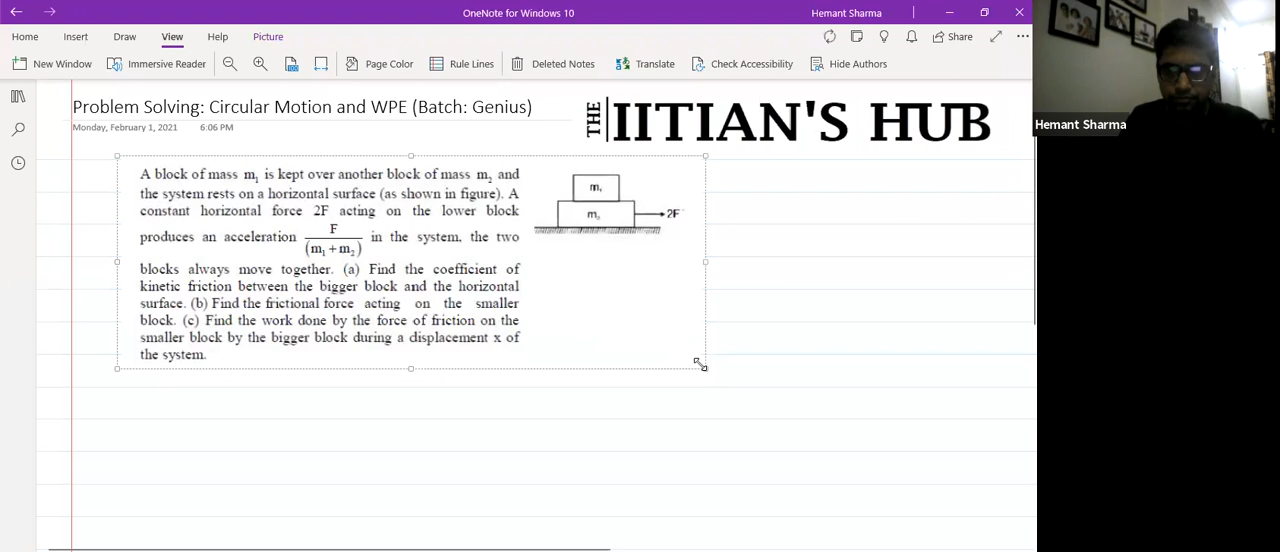 OneNote for Windows 10
Hemant Sharma
Home Insert Draw View Help Picture
Share
New Window Immersive Reader Page Color Rule Lines Deleted Notes Translate Check Accessibility Hide Authors
Problem Solving: Circular Motion and WPE (Batch: Genius)
Monday, February 1, 2021 6:06 PM
THE IITIAN'S HUB
Hemant Sharma
A block of mass m₁ is kept over another block of mass m₂ and
the system rests on a horizontal surface (as shown in figure). A
constant horizontal force 2F acting on the lower block
produces an acceleration F/(m₁+m₂) in the system, the two
blocks always move together. (a) Find the coefficient of
kinetic friction between the bigger block and the horizontal
surface. (b) Find the frictional force acting on the smaller
block. (c) Find the work done by the force of friction on the
smaller block by the bigger block during a displacement x of
the system.
m₁
m₂
2F